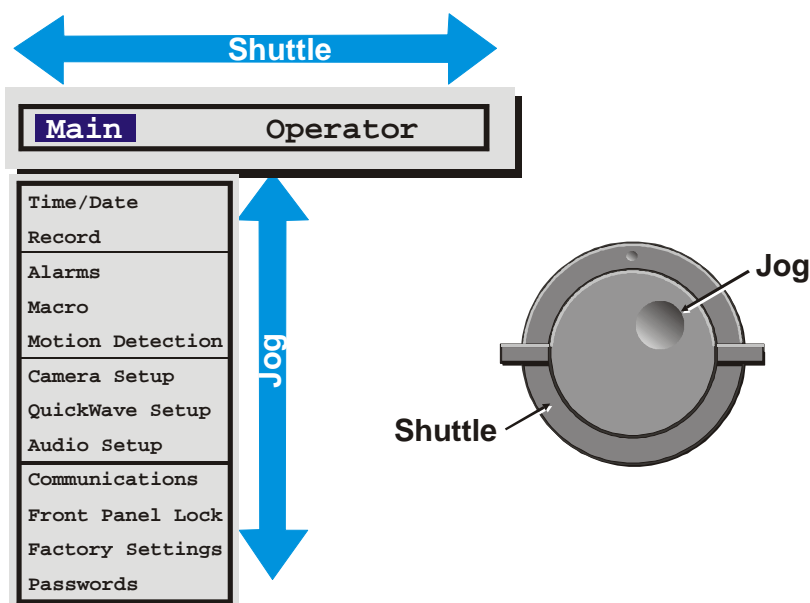 Shuttle
Main Operator
Time/Date
Record
Alarms
Macro
Motion Detection
Camera Setup
QuickWave Setup
Audio Setup
Communications
Front Panel Lock
Factory Settings
Passwords
Jog
Jog
Shuttle